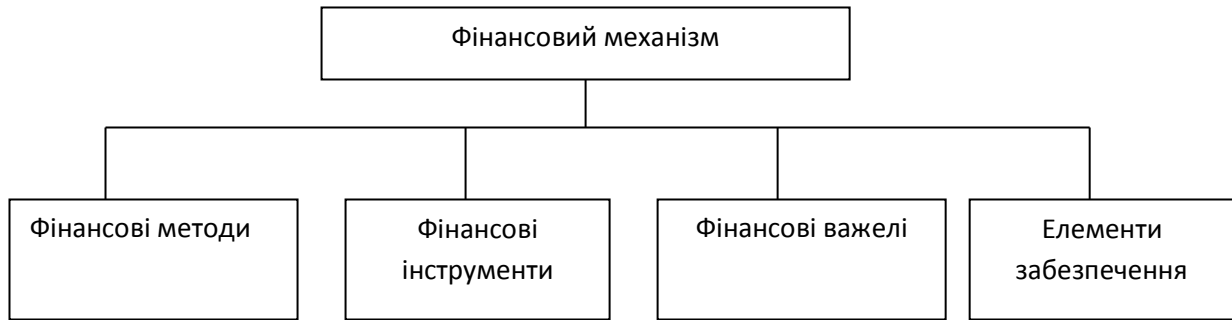 Фінансовий механізм
Фінансові методи
Фінансові
інструменти
Фінансові важелі
Елементи
забезпечення